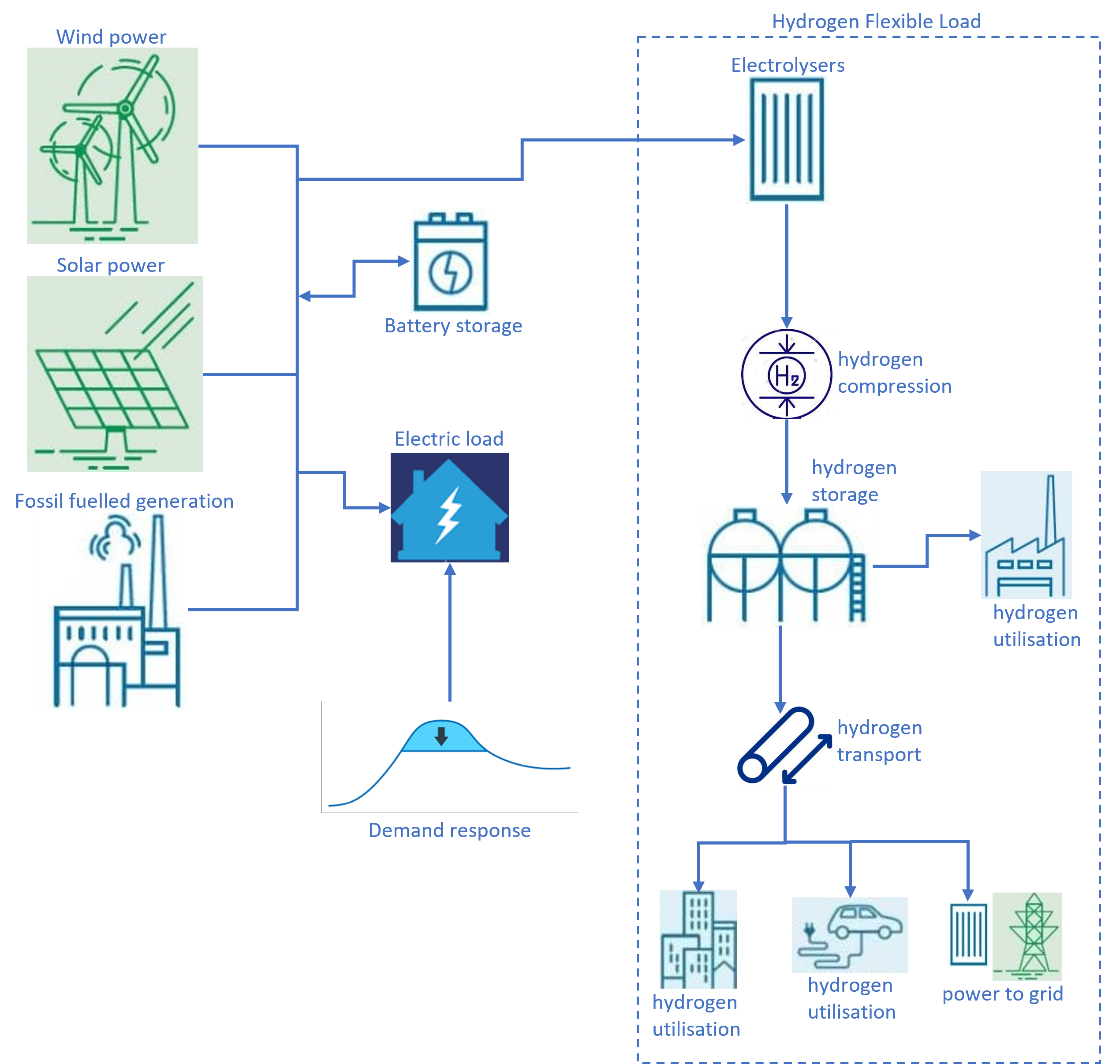 Hydrogen Flexible Load
Wind power
Electrolysers
Solar power
Battery storage
hydrogen
compression
Electric load
hydrogen
storage
Fossil fuelled generation
H2
hydrogen
utilisation
hydrogen
transport
Demand response
hydrogen
utilisation
hydrogen
utilisation
power to grid